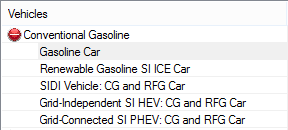 Vehicles
Conventional Gasoline
Gasoline Car
Renewable Gasoline SI ICE Car
SIDI Vehicle: CG and RFG Car
Grid-Independent SI HEV: CG and RFG Car
Grid-Connected SI PHEV: CG and RFG Car